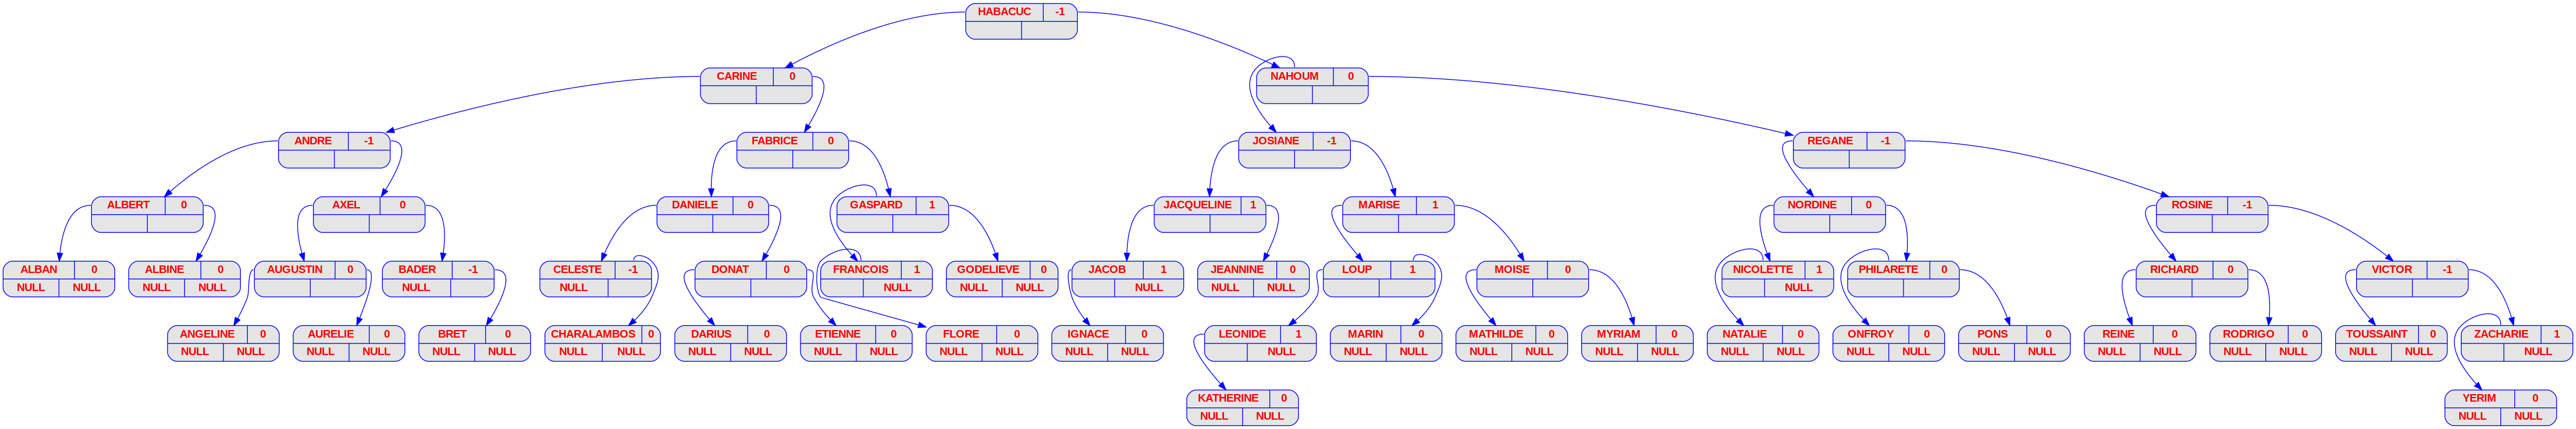 HABACUC -1
CARINE 0
NAHOUM 0
ANDRE -1
FABRICE 0
JOSIANE -1
REGANE -1
ALBERT 0
AXEL 0
DANIELE 0
GASPARD 1
JACQUELINE 1
MARISE 1
NORDINE 0
ROSINE -1
ALBAN 0
NULL NULL
ALBINE 0
NULL NULL
AUGUSTIN 0
BADER -1
NULL
CELESTE -1
NULL
DONAT 0
FRANCOIS 1
NULL
GODELIEVE 0
NULL NULL
JACOB 1
NULL
JEANNINE 0
NULL NULL
LOUP 1
MOISE 0
NICOLETTE 1
NULL
PHILARETE 0
RICHARD 0
VICTOR -1
ANGELINE 0
NULL NULL
AURELIE 0
NULL NULL
BRET 0
NULL NULL
CHARALAMBOS 0
NULL NULL
DARIUS 0
NULL NULL
ETIENNE 0
NULL NULL
FLORE 0
NULL NULL
IGNACE 0
NULL NULL
LEONIDE 1
NULL
MARIN 0
NULL NULL
MATHILDE 0
NULL NULL
MYRIAM 0
NULL NULL
NATALIE 0
NULL NULL
ONFROY 0
NULL NULL
PONS 0
NULL NULL
REINE 0
NULL NULL
RODRIGO 0
NULL NULL
TOUSSAINT 0
NULL NULL
ZACHARIE 1
NULL
KATHERINE 0
NULL NULL
YERIM 0
NULL NULL